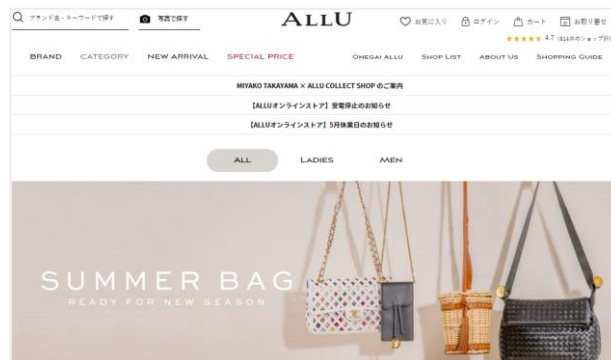 ブランド名・キーワードで探す
写真で探す
ALLU
お気に入り
ログイン
カート
お取り寄せ
4.7
BRAND
CATEGORY
NEW ARRIVAL
SPECIAL PRICE
ONEGAI ALLU
SHOP LIST
ABOUT US
SHOPPING GUIDE
MIYAKO TAKAYAMA × ALLU COLLECT SHOP のご案内
【ALLUオンラインストア】受電停止のお知らせ
【ALLUオンラインストア】5月休業日のお知らせ
ALL
LADIES
MEN
SUMMER BAG
READY FOR NEW SEASON